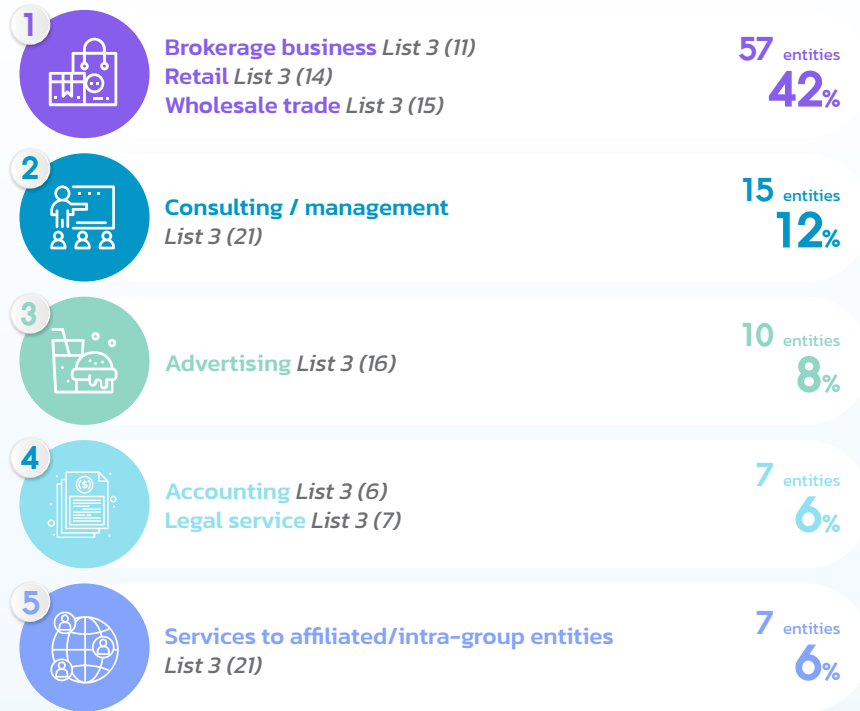 1
Brokerage business List 3 (11)
Retail List 3 (14)
Wholesale trade List 3 (15)
57 entities
42%
2
Consulting / management
List 3 (21)
15 entities
12%
3
Advertising List 3 (16)
10 entities
8%
4
Accounting List 3 (6)
Legal service List 3 (7)
7 entities
6%
5
Services to affiliated/intra-group entities
List 3 (21)
7 entities
6%